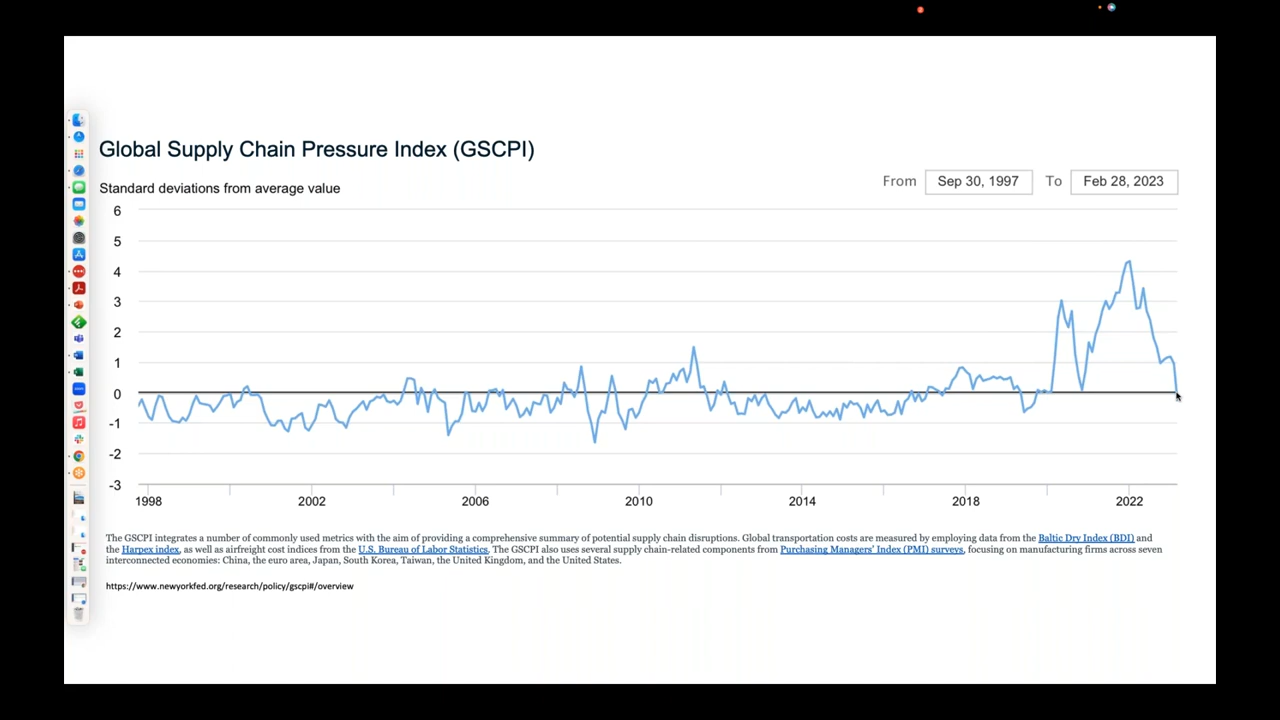 Global Supply Chain Pressure Index (GSCPI)
Standard deviations from average value
From Sep 30, 1997 To Feb 28, 2023
6
5
4
3
2
1
0
-1
-2
-3
1998 2002 2006 2010 2014 2018 2022
The GSCPI integrates a number of commonly used metrics with the aim of providing a comprehensive summary of potential supply chain disruptions. Global transportation costs are measured by employing data from the Baltic Dry Index (BDI) and
the Harpex index, as well as airfreight cost indices from the U.S. Bureau of Labor Statistics. The GSCPI also uses several supply chain-related components from Purchasing Managers' Index (PMI) surveys, focusing on manufacturing firms across seven
interconnected economies: China, the euro area, Japan, South Korea, Taiwan, the United Kingdom, and the United States.
https://www.newyorkfed.org/research/policy/gscpi#/overview